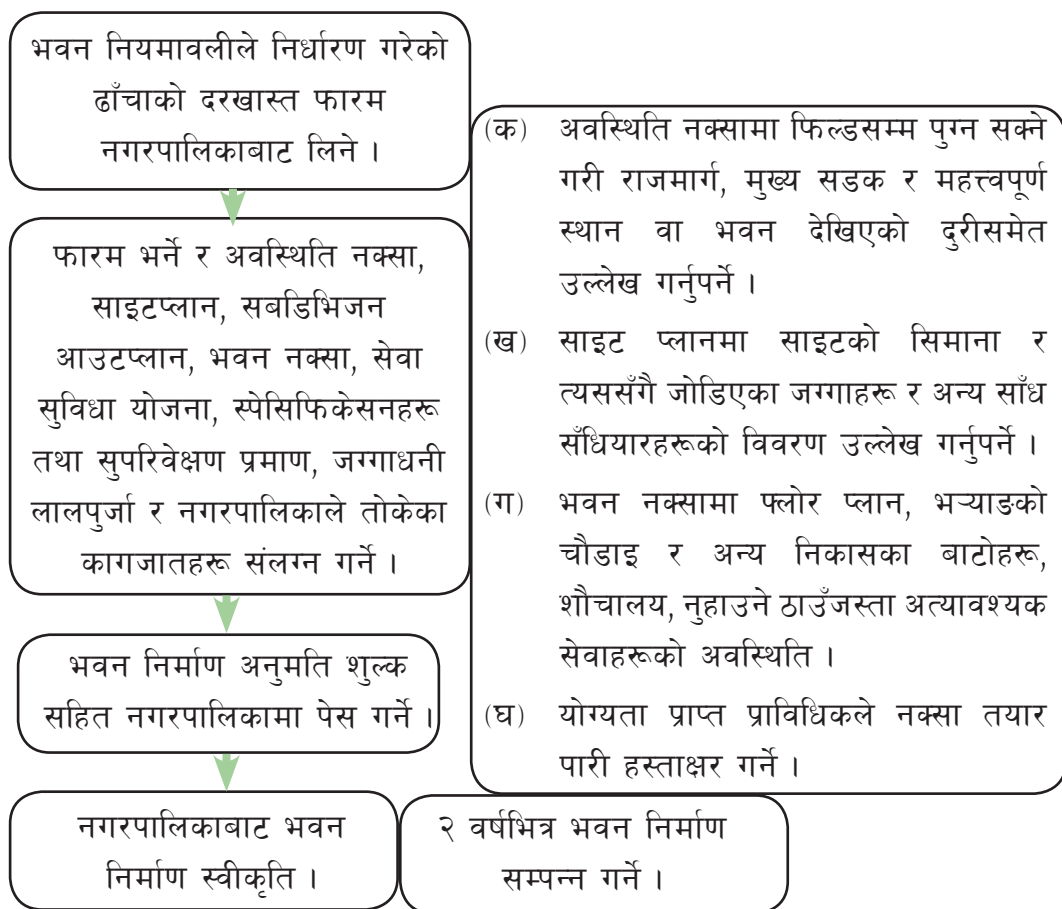 भवन नियमावलीले निर्धारण गरेको
ढाँचाको दरखास्त फारम
नगरपालिकाबाट लिने ।
फारम भर्ने र अवस्थिति नक्सा,
साइटप्लान, सबडिभिजन
आउटप्लान, भवन नक्सा, सेवा
सुविधा योजना, स्पेसिफिकेसनहरू
तथा सुपरिवेक्षण प्रमाण, जग्गाधनी
लालपुर्जा र नगरपालिकाले तोकेका
कागजातहरू संलग्न गर्ने ।
भवन निर्माण अनुमति शुल्क
सहित नगरपालिकामा पेस गर्ने ।
नगरपालिकाबाट भवन
निर्माण स्वीकृति ।
(क) अवस्थिति नक्सामा फिल्डसम्म पुग्न सक्ने
गरी राजमार्ग, मुख्य सडक र महत्त्वपूर्ण
स्थान वा भवन देखिएको दुरीसमेत
उल्लेख गर्नुपर्ने ।
(ख) साइट प्लानमा साइटको सिमाना र
त्यससँगै जोडिएका जग्गाहरू र अन्य साँध
सँधियारहरूको विवरण उल्लेख गर्नुपर्ने ।
(ग) भवन नक्सामा फ्लोर प्लान, भऱ्याङको
चौडाइ र अन्य निकासका बाटोहरू,
शौचालय, नुहाउने ठाउँजस्ता अत्यावश्यक
सेवाहरूको अवस्थिति ।
(घ) योग्यता प्राप्त प्राविधिकले नक्सा तयार
पारी हस्ताक्षर गर्ने ।
२ वर्षभित्र भवन निर्माण
सम्पन्न गर्ने ।